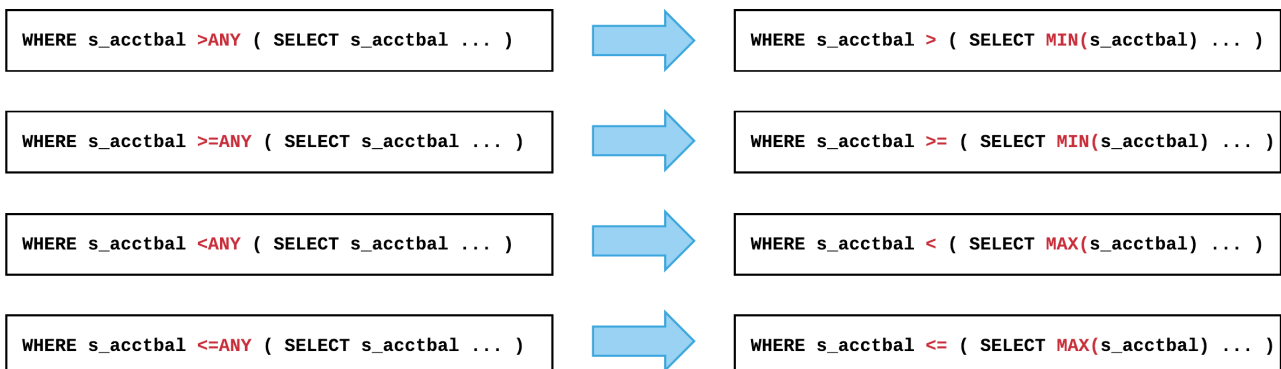 WHERE s_acctbal >ANY ( SELECT s_acctbal ... )
WHERE s_acctbal > ( SELECT MIN(s_acctbal) ... )
WHERE s_acctbal >=ANY ( SELECT s_acctbal ... )
WHERE s_acctbal >= ( SELECT MIN(s_acctbal) ... )
WHERE s_acctbal <ANY ( SELECT s_acctbal ... )
WHERE s_acctbal < ( SELECT MAX(s_acctbal) ... )
WHERE s_acctbal <=ANY ( SELECT s_acctbal ... )
WHERE s_acctbal <= ( SELECT MAX(s_acctbal) ... )